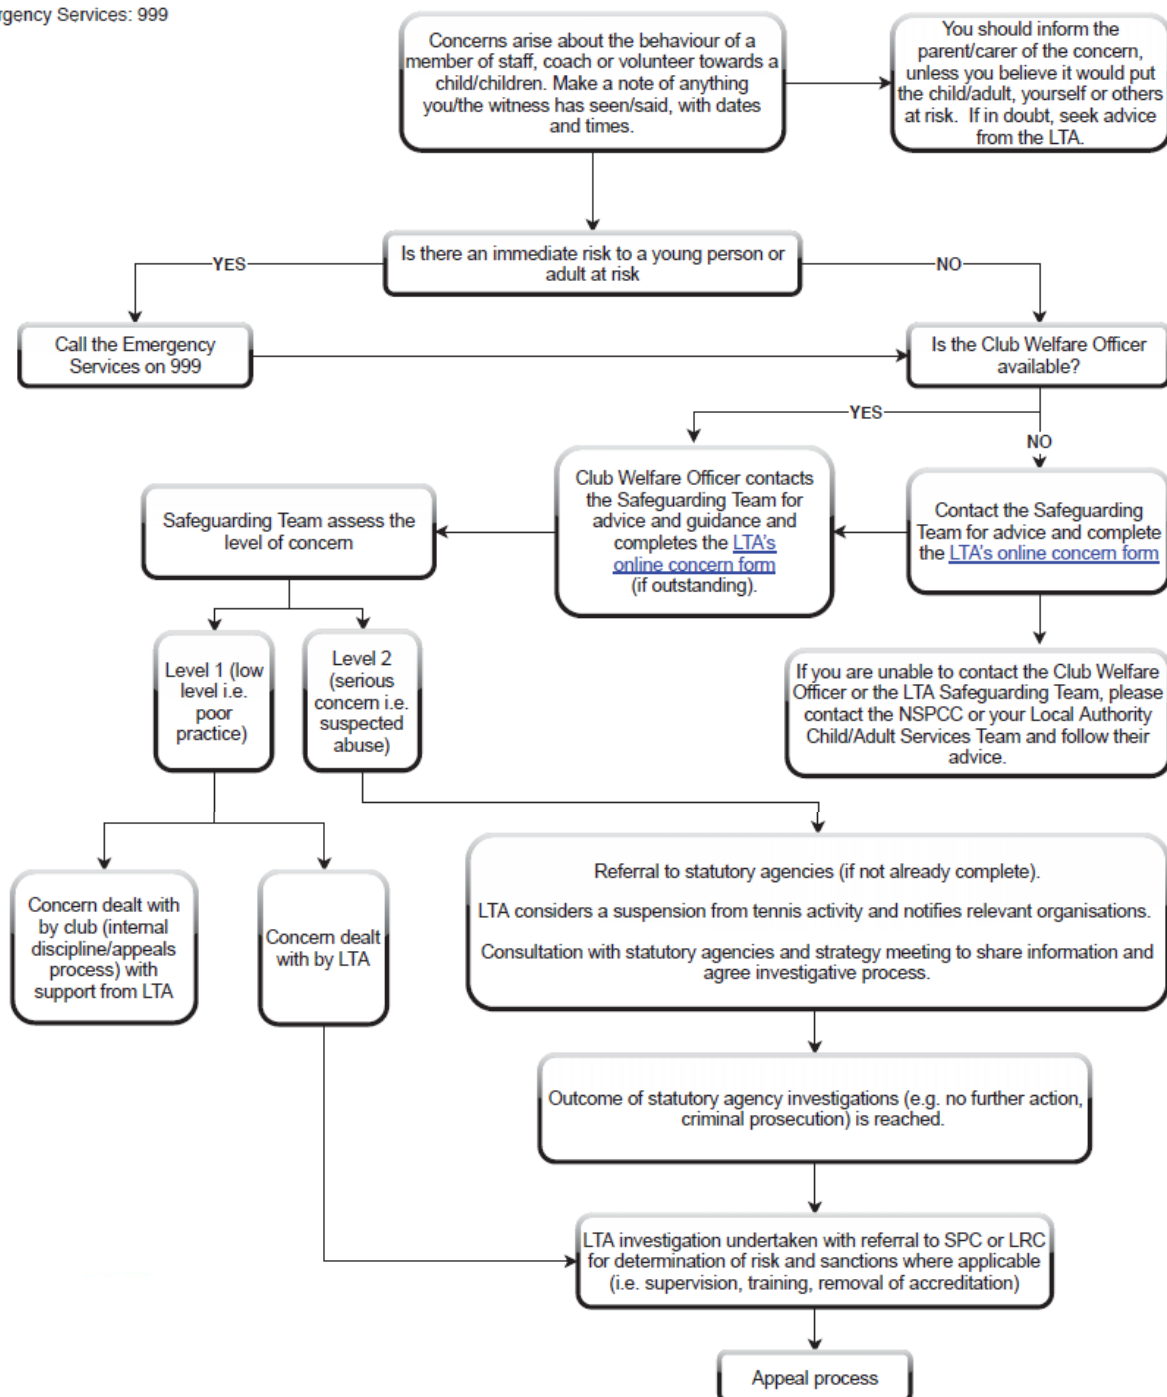 rgency Services: 999
Concerns arise about the behaviour of a
member of staff, coach or volunteer towards a
child/children. Make a note of anything
you/the witness has seen/said, with dates
and times.
You should inform the
parent/carer of the concern,
unless you believe it would put
the child/adult, yourself or others
at risk. If in doubt, seek advice
from the LTA.
Is there an immediate risk to a young person or
adult at risk
YES
NO
Call the Emergency
Services on 999
Is the Club Welfare Officer
available?
YES
NO
Club Welfare Officer contacts
the Safeguarding Team for
advice and guidance and
completes the LTA's
online concern form
(if outstanding).
Contact the Safeguarding
Team for advice and complete
the LTA's online concern form
Safeguarding Team assess the
level of concern
Level 1 (low
level i.e.
poor
practice)
Level 2
(serious
concern i.e.
suspected
abuse)
If you are unable to contact the Club Welfare
Officer or the LTA Safeguarding Team, please
contact the NSPCC or your Local Authority
Child/Adult Services Team and follow their
advice.
Concern dealt with
by club (internal
discipline/appeals
process) with
support from LTA
Concern dealt
with by LTA
Referral to statutory agencies (if not already complete).
LTA considers a suspension from tennis activity and notifies relevant organisations.
Consultation with statutory agencies and strategy meeting to share information and
agree investigative process.
Outcome of statutory agency investigations (e.g. no further action,
criminal prosecution) is reached.
LTA investigation undertaken with referral to SPC or LRC
for determination of risk and sanctions where applicable
(i.e. supervision, training, removal of accreditation)
Appeal process